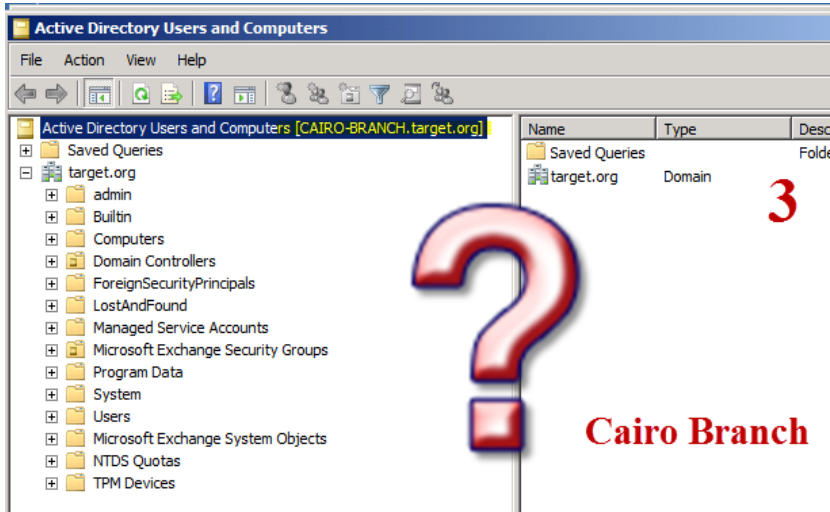 Active Directory Users and Computers
File Action View Help
Active Directory Users and Computers [CAIRO-BRANCH.target.org]
Saved Queries
target.org
admin
Builtin
Computers
Domain Controllers
ForeignSecurityPrincipals
LostAndFound
Managed Service Accounts
Microsoft Exchange Security Groups
Program Data
System
Users
Microsoft Exchange System Objects
NTDS Quotas
TPM Devices
Name Type Desc
Saved Queries Folde
target.org Domain
3
?
Cairo Branch